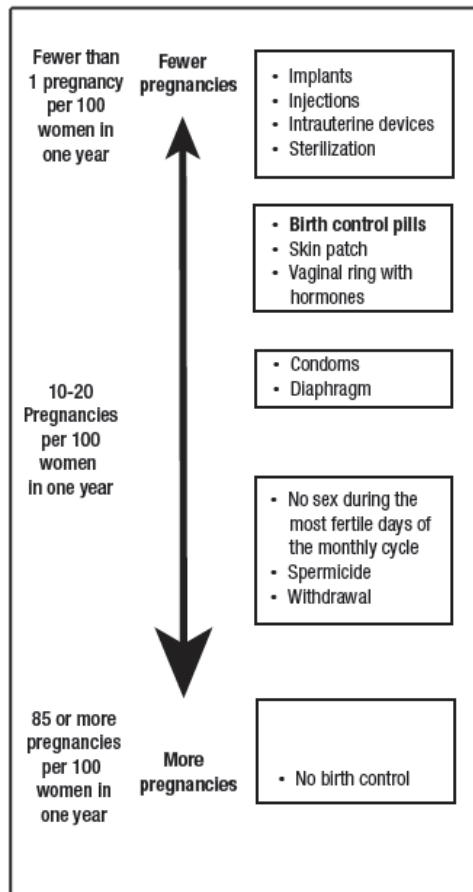 Fewer than
1 pregnancy
per 100
women in
one year
Fewer
pregnancies
• Implants
• Injections
• Intrauterine devices
• Sterilization
• Birth control pills
• Skin patch
• Vaginal ring with
hormones
• Condoms
• Diaphragm
10-20
Pregnancies
per 100
women
in one year
• No sex during the
most fertile days of
the monthly cycle
• Spermicide
• Withdrawal
85 or more
pregnancies
per 100
women in
one year
More
pregnancies
• No birth control